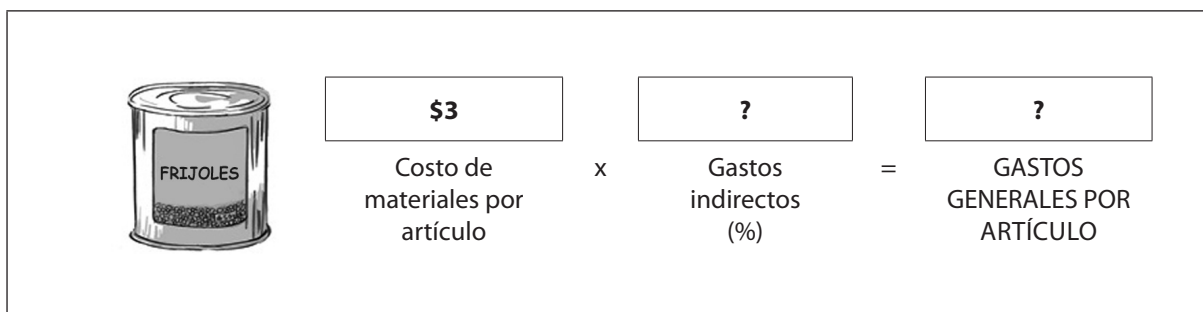 $3 ? ?
FRIJOLES
Costo de x Gastos = GASTOS
materiales por indirectos GENERALES POR
artículo (%) ARTÍCULO